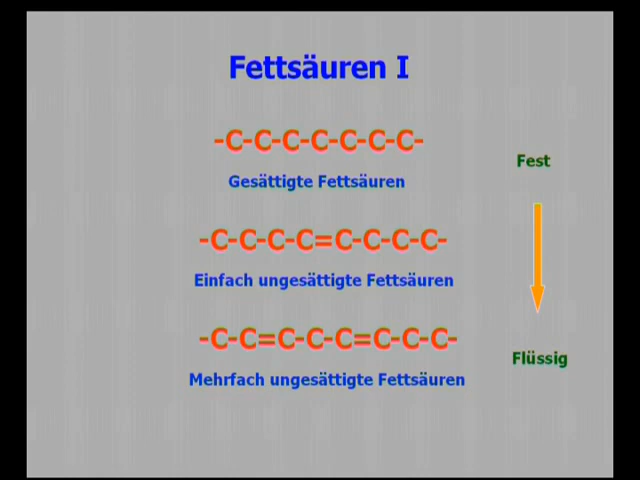 Fettsäuren I
-C-C-C-C-C-C-C-
Gesättigte Fettsäuren
Fest
-C-C-C-C=C-C-C-C-
Einfach ungesättigte Fettsäuren
-C-C=C-C-C=C-C-C-
Mehrfach ungesättigte Fettsäuren
Flüssig